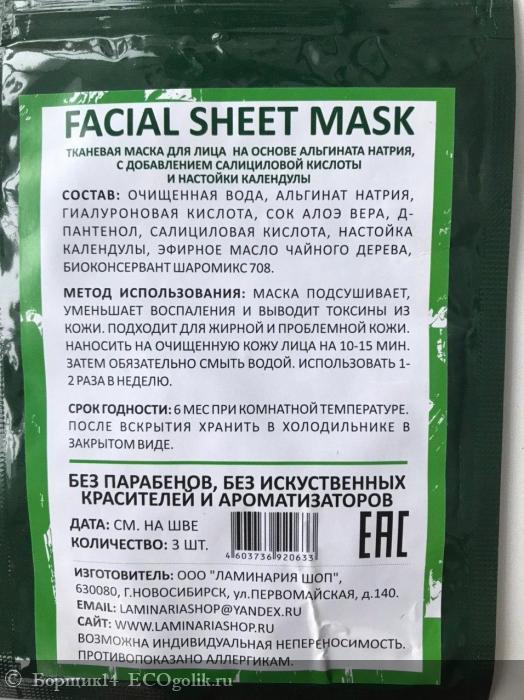 FACIAL SHEET MASK
ТКАНЕВАЯ МАСКА ДЛЯ ЛИЦА НА ОСНОВЕ АЛЬГИНАТА НАТРИЯ,
С ДОБАВЛЕНИЕМ САЛИЦИЛОВОЙ КИСЛОТЫ
И НАСТОЙКИ КАЛЕНДУЛЫ
СОСТАВ: ОЧИЩЕННАЯ ВОДА, АЛЬГИНАТ НАТРИЯ,
ГИАЛУРОНОВАЯ КИСЛОТА, СОК АЛОЭ ВЕРА, Д-
ПАНТЕНОЛ, САЛИЦИЛОВАЯ КИСЛОТА, НАСТОЙКА
КАЛЕНДУЛЫ, ЭФИРНОЕ МАСЛО ЧАЙНОГО ДЕРЕВА,
БИОКОНСЕРВАНТ ШАРОМИКС 708.
МЕТОД ИСПОЛЬЗОВАНИЯ: МАСКА ПОДСУШИВАЕТ,
УМЕНЬШАЕТ ВОСПАЛЕНИЯ И ВЫВОДИТ ТОКСИНЫ ИЗ
КОЖИ. ПОДХОДИТ ДЛЯ ЖИРНОЙ И ПРОБЛЕМНОЙ КОЖИ.
НАНОСИТЬ НА ОЧИЩЕННУЮ КОЖУ ЛИЦА НА 10-15 МИН.
ЗАТЕМ ОБЯЗАТЕЛЬНО СМЫТЬ ВОДОЙ. ИСПОЛЬЗОВАТЬ 1-
2 РАЗА В НЕДЕЛЮ.
СРОК ГОДНОСТИ: 6 МЕС ПРИ КОМНАТНОЙ ТЕМПЕРАТУРЕ.
ПОСЛЕ ВСКРЫТИЯ ХРАНИТЬ В ХОЛОДИЛЬНИКЕ В
ЗАКРЫТОМ ВИДЕ.
БЕЗ ПАРАБЕНОВ, БЕЗ ИСКУСТВЕННЫХ
КРАСИТЕЛЕЙ И АРОМАТИЗАТОРОВ
ДАТА: СМ. НА ШВЕ
КОЛИЧЕСТВО: 3 ШТ.
4 603736 920633
EAC
ИЗГОТОВИТЕЛЬ: ООО "ЛАМИНАРИЯ ШОП",
630080, Г.НОВОСИБИРСК, УЛ.ПЕРВОМАЙСКАЯ, Д.140.
EMAIL: LAMINARIASHOP@YANDEX.RU
САЙТ: WWW.LAMINARIASHOP.RU
ВОЗМОЖНА ИНДИВИДУАЛЬНАЯ НЕПЕРЕНОСИМОСТЬ.
ПРОТИВОПОКАЗАНО АЛЛЕРГИКАМ.
Борщик14 ECOgolik.ru